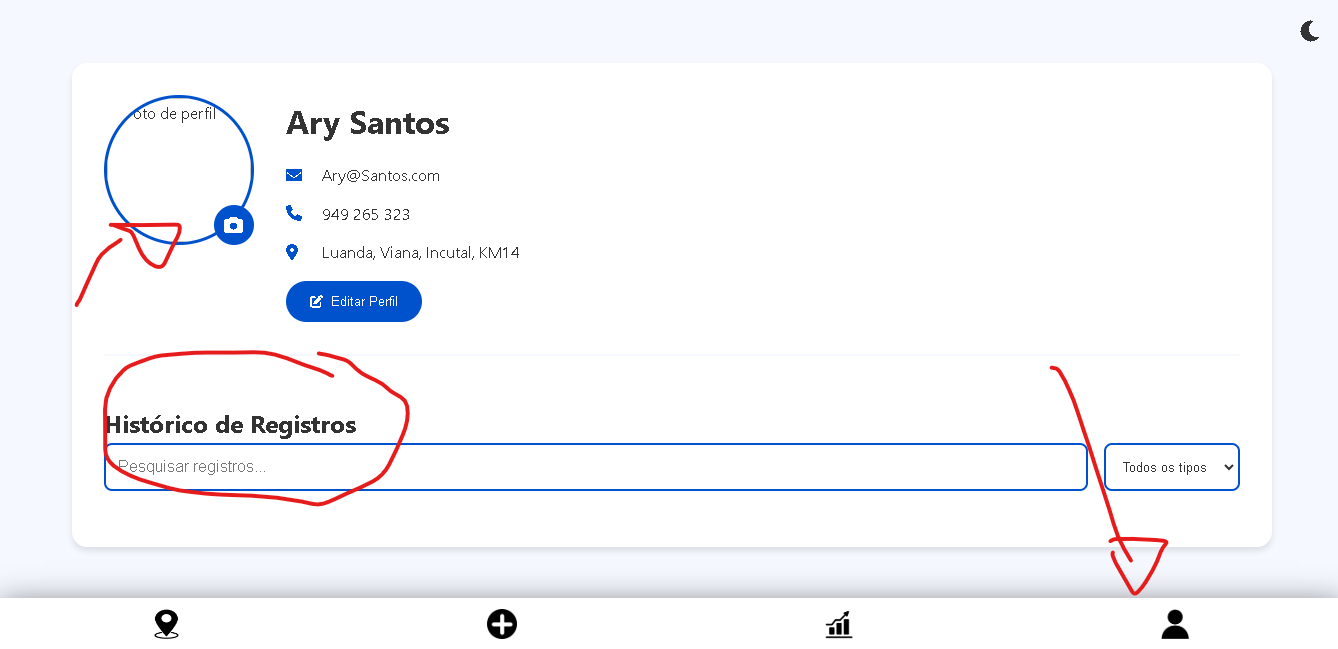 oto de perfil
Ary Santos
Ary@Santos.com
949 265 323
Luanda, Viana, Incutal, KM14
Editar Perfil
Histórico de Registros
Pesquisar registros...
Todos os tipos